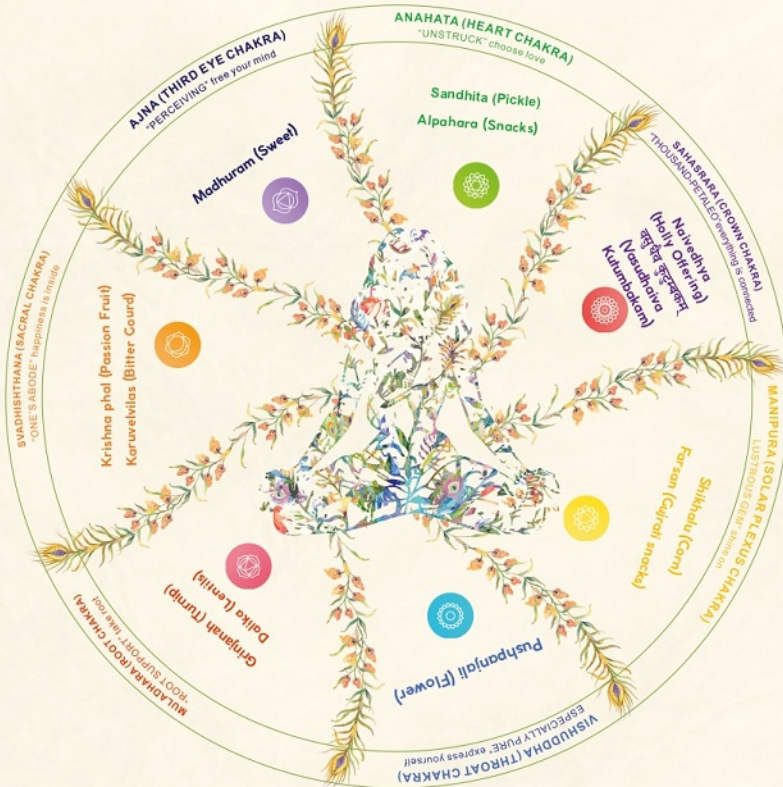 ANAHATA (HEART CHAKRA)
"UNSTRUCK" choose love
Sandhita (Pickle)
Alpahara (Snacks)
SAHASRARA (CROWN CHAKRA)
"THOUSAND-PETALED" everything is connected
Naivedhya
(Holly Offering)
वसुधैव कुटुम्बकम्
(Vasudhaiva
Kutumbakam)
MANIPURA (SOLAR PLEXUS CHAKRA)
LUSTROUS GEM" shine on
Shikhalu (Corn)
Farsan (Gujrati snacks)
VISHUDDHA (THROAT CHAKRA)
ESPECIALLY PURE" express yourself
Pushpanjali (Flower)
MULADHARA (ROOT CHAKRA)
"ROOT SUPPORT" take root
Grinjanah (Turnip)
Dalika (Lentils)
SVADHISHTHANA (SACRAL CHAKRA)
"ONE'S ABODE" happiness is inside
Krishna phal (Passion Fruit)
Karuvelvilas (Bitter Gourd)
AJNA (THIRD EYE CHAKRA)
"PERCEIVING" free your mind
Madhuram (Sweet)